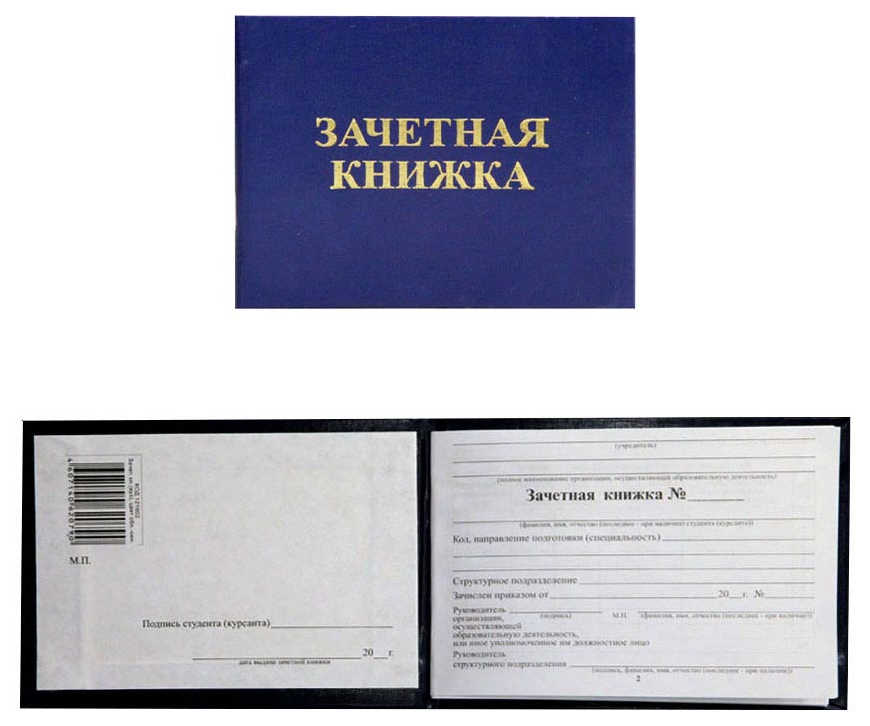 ЗАЧЕТНАЯ
КНИЖКА
М.П.
Подпись студента (курсанта)
20 г.
дата выдачи зачетной книжки
(учредитель)
(полное наименование организации, осуществляющей образовательную деятельность)
Зачетная книжка №
(фамилия, имя, отчество (последнее - при наличии) студента (курсанта))
Код, направление подготовки (специальность)
Структурное подразделение
Зачислен приказом от 20 г. №
Руководитель
организации, (подпись) М.П. (фамилия, имя, отчество (последнее - при наличии))
осуществляющей
образовательную деятельность,
или иное уполномоченное им должностное лицо
Руководитель
структурного подразделения
(подпись, фамилия, имя, отчество (последнее - при наличии))
2